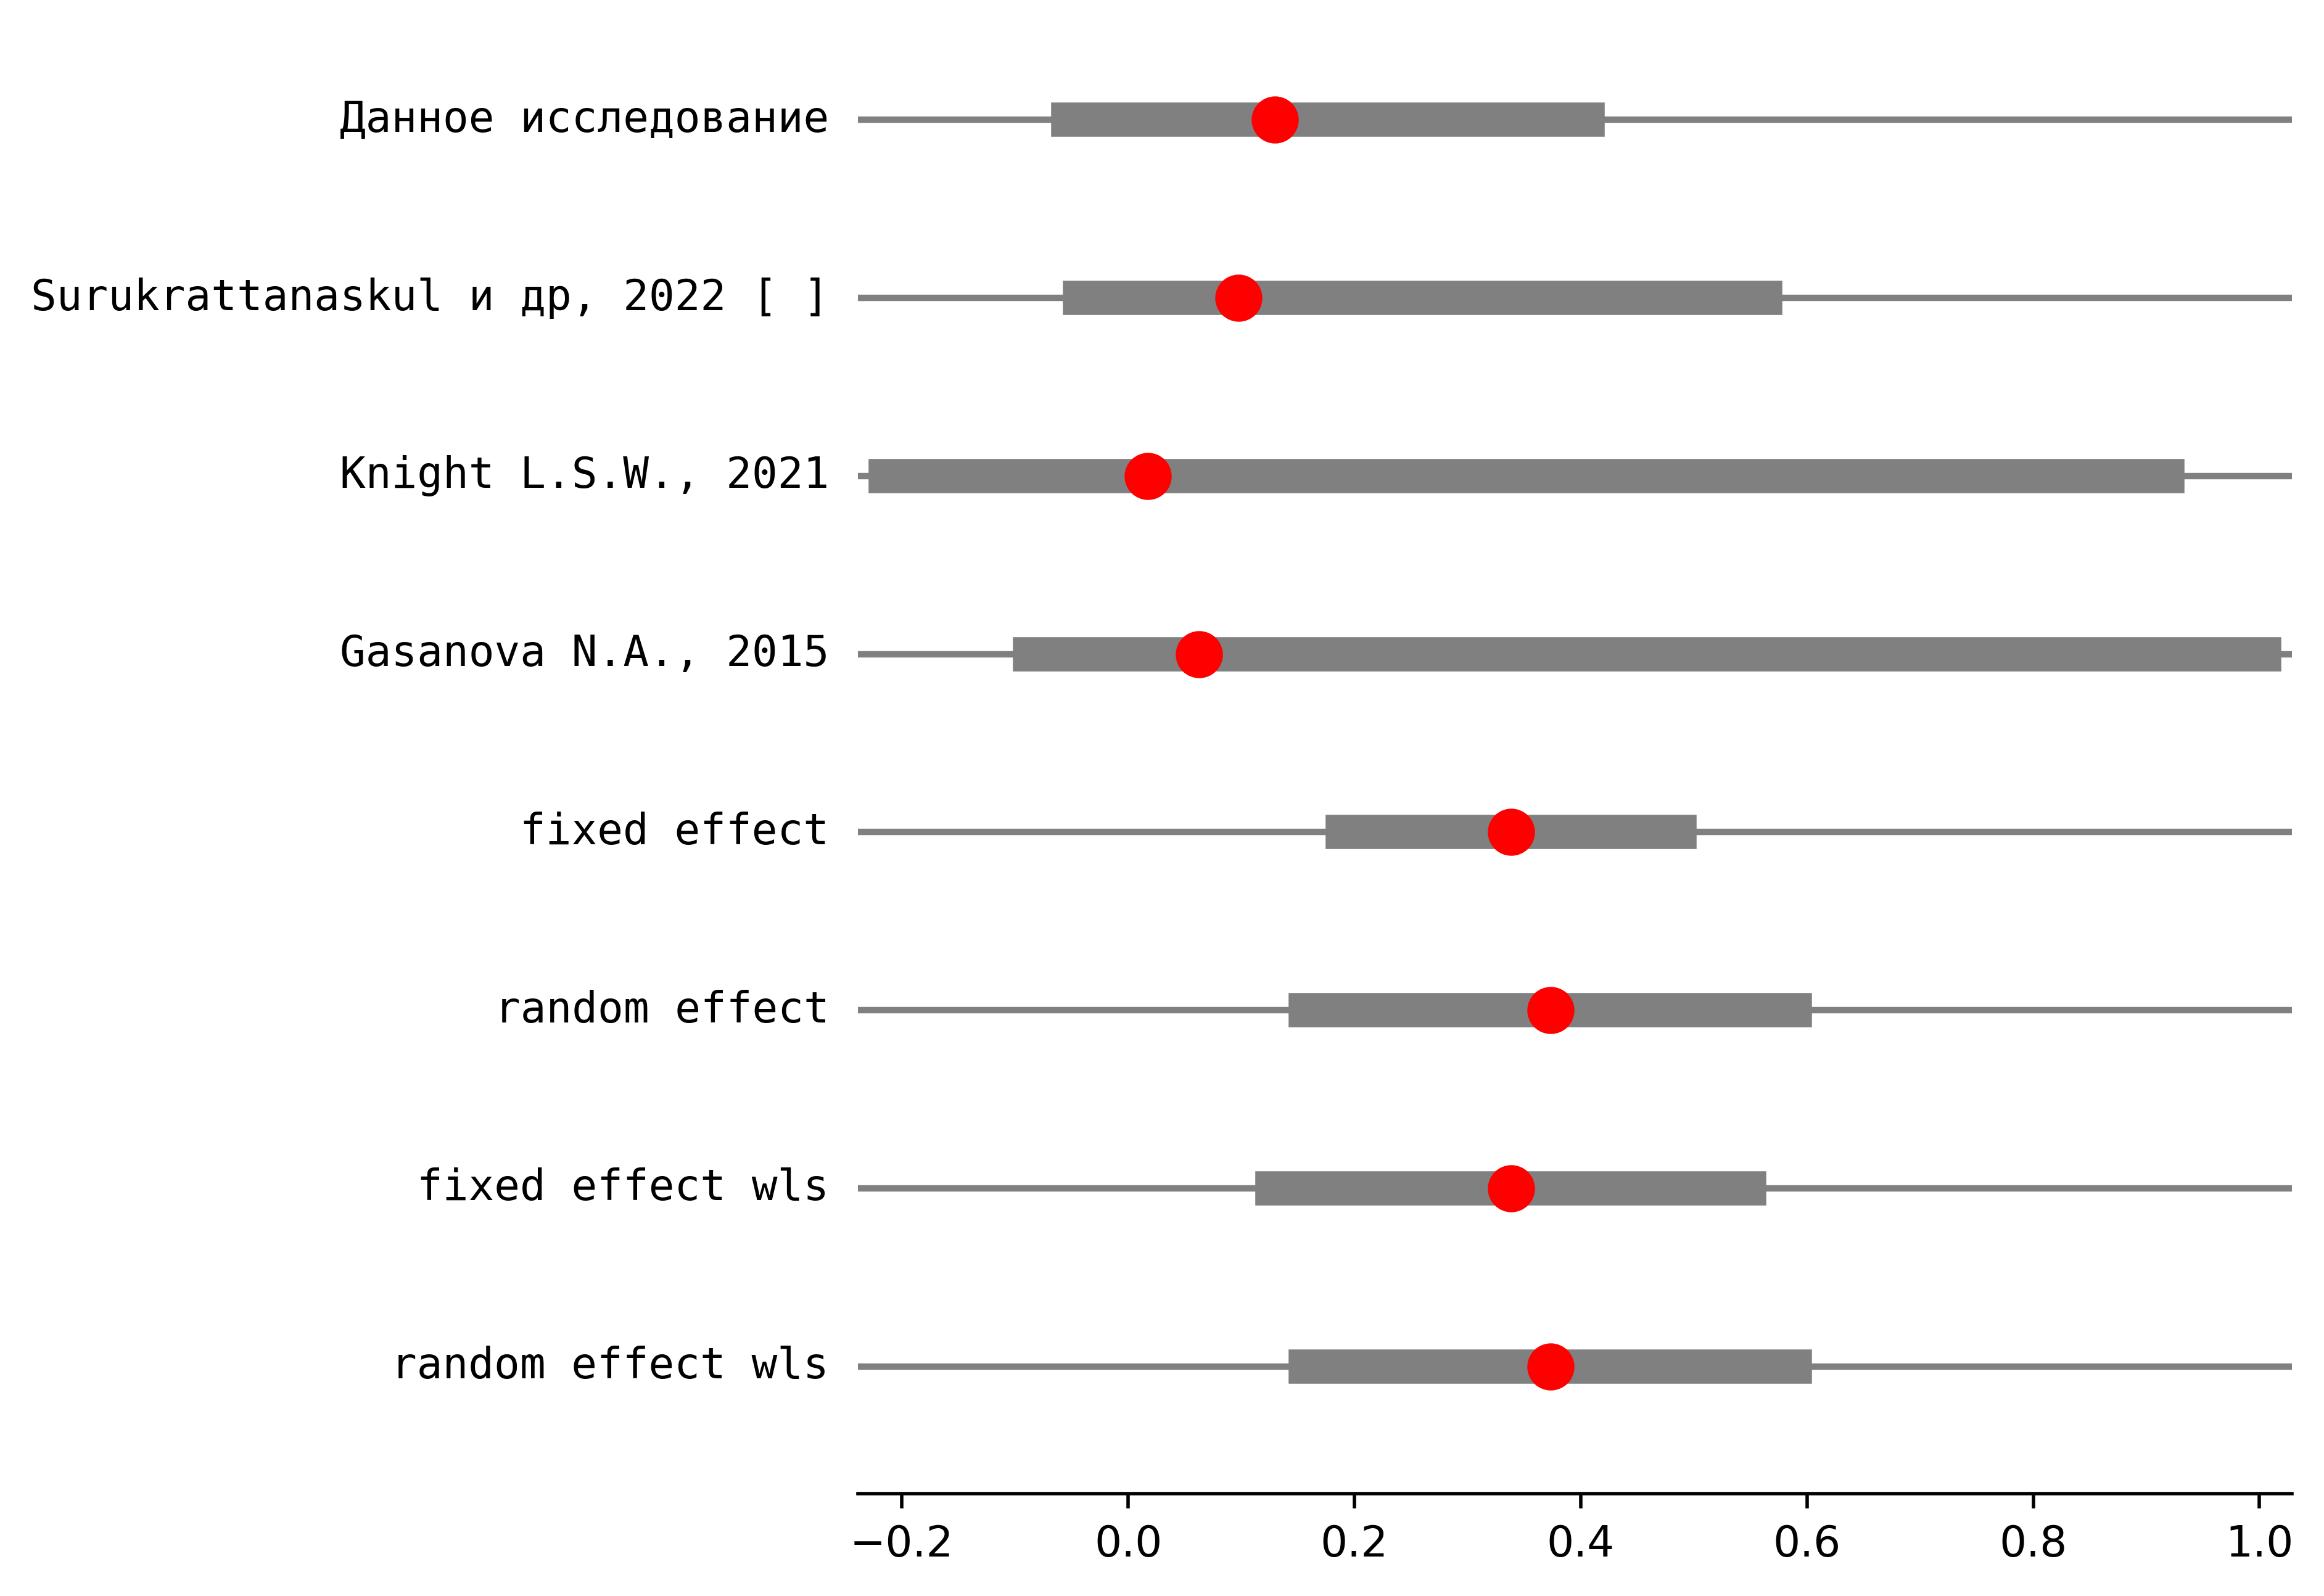 Данное исследование
Surukrattanaskul и др, 2022 [ ]
Knight L.S.W., 2021
Gasanova N.A., 2015
fixed effect
random effect
fixed effect wls
random effect wls
−0.2 0.0 0.2 0.4 0.6 0.8 1.0